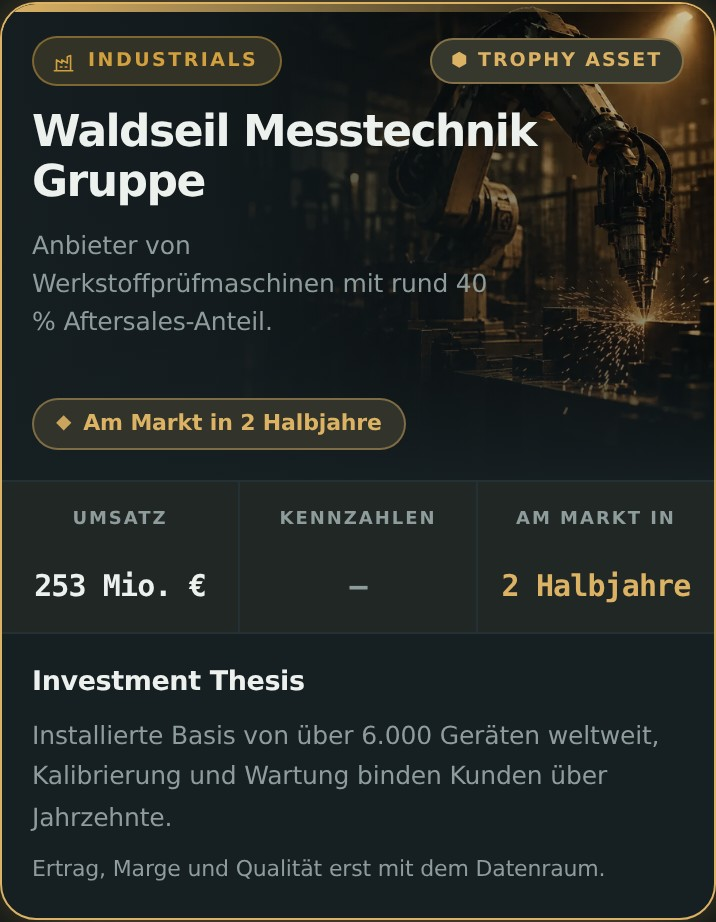 INDUSTRIALS
TROPHY ASSET
Waldseil Messtechnik
Gruppe
Anbieter von
Werkstoffprüfmaschinen mit rund 40
% Aftersales-Anteil.
Am Markt in 2 Halbjahre
UMSATZ
KENNZAHLEN
AM MARKT IN
253 Mio. €
–
2 Halbjahre
Investment Thesis
Installierte Basis von über 6.000 Geräten weltweit,
Kalibrierung und Wartung binden Kunden über
Jahrzehnte.
Ertrag, Marge und Qualität erst mit dem Datenraum.